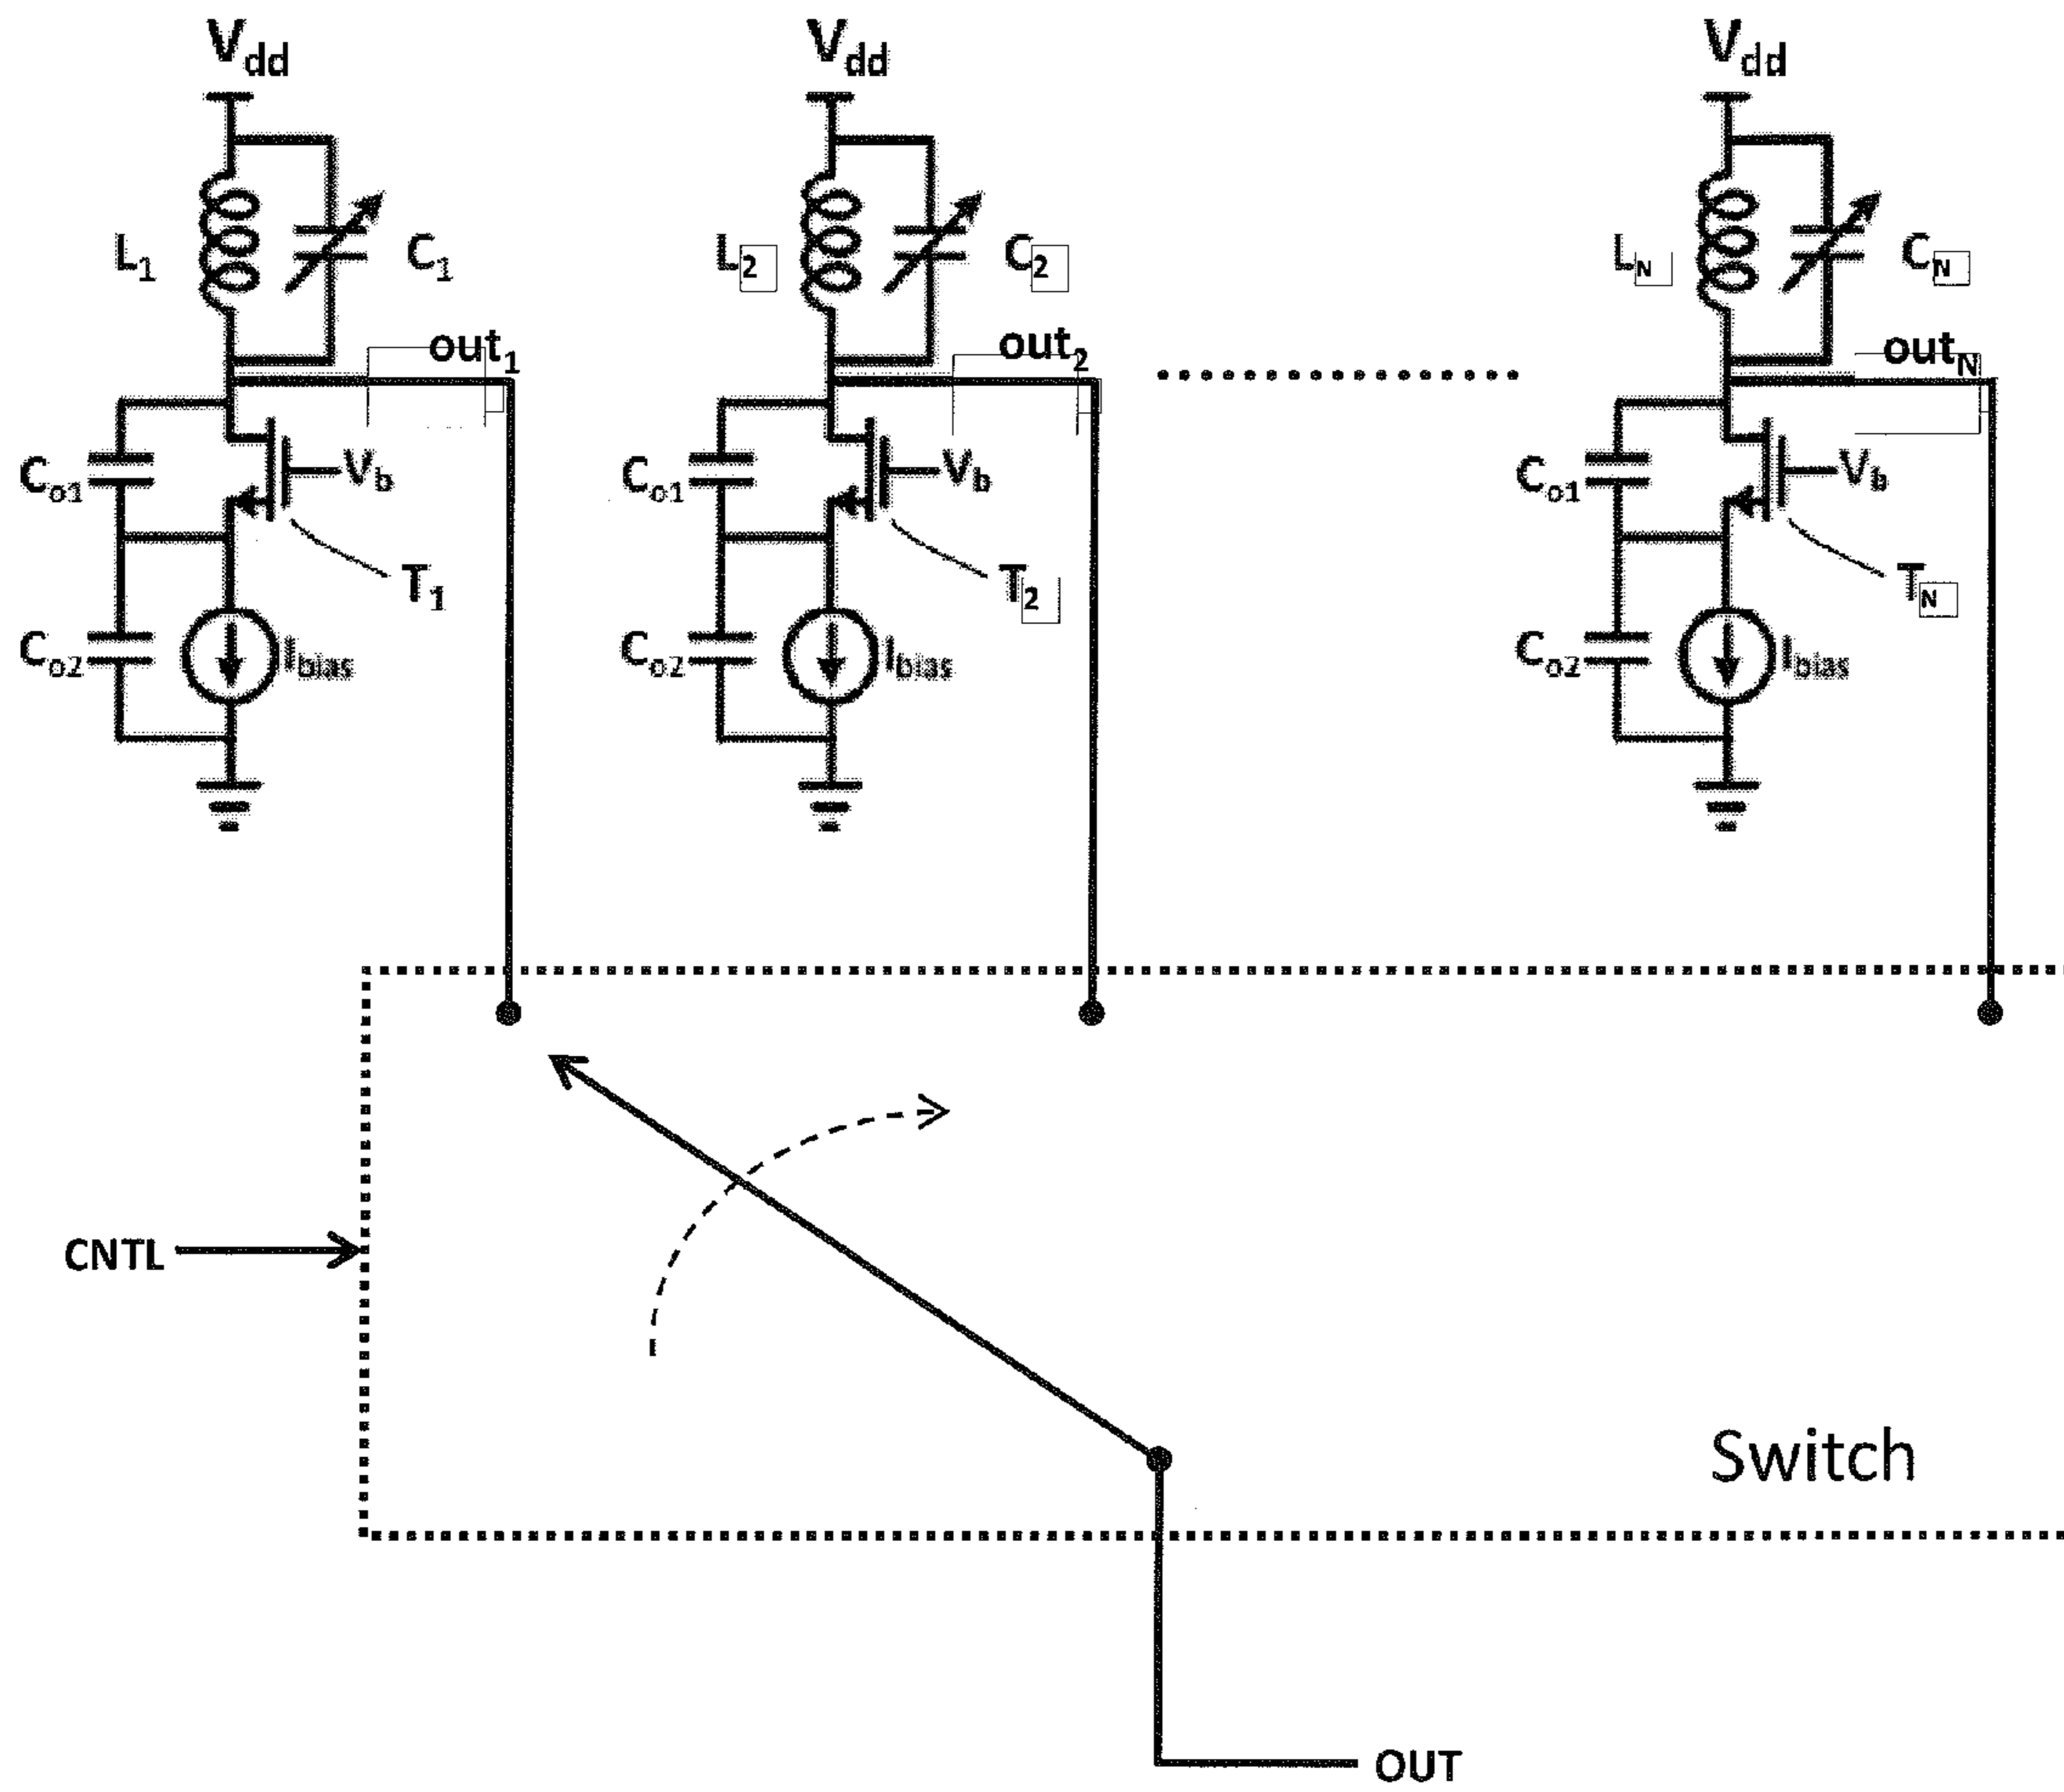 Vdd Vdd Vdd
L1 C1 L2 C2 LN CN
out1 out2 outN
Co1 Vb Co1 Vb Co1 Vb
T1 T2 TN
Co2 Ibias Co2 Ibias Co2 Ibias
CNTL
Switch
OUT